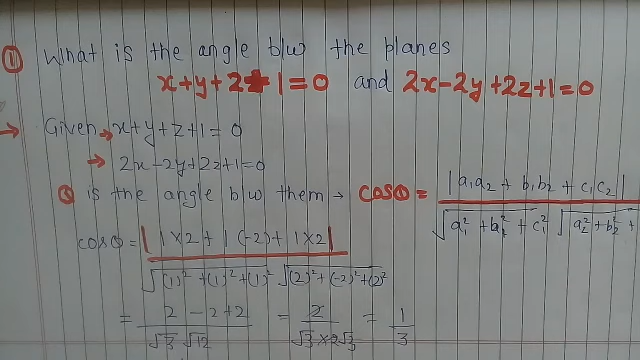 ① What is the angle b/w the planes
x+y+z+1=0 and 2x-2y+2z+1=0
→ Given → x+y+z+1=0
→ 2x-2y+2z+1=0
θ is the angle b/w them → cosθ = |a₁a₂ + b₁b₂ + c₁c₂| / √a₁²+b₁²+c₁² √a₂²+b₂²+
cosθ = |1×2+1(-2)+1×2| / √(1)²+(1)²+(1)² √(2)²+(-2)²+(2)²
= 2-2+2 / √3 √12 = 2 / √3×2√3 = 1/3